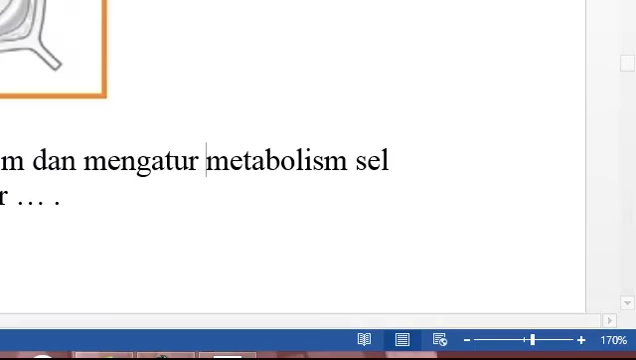 m dan mengatur metabolism sel
r … .
170%